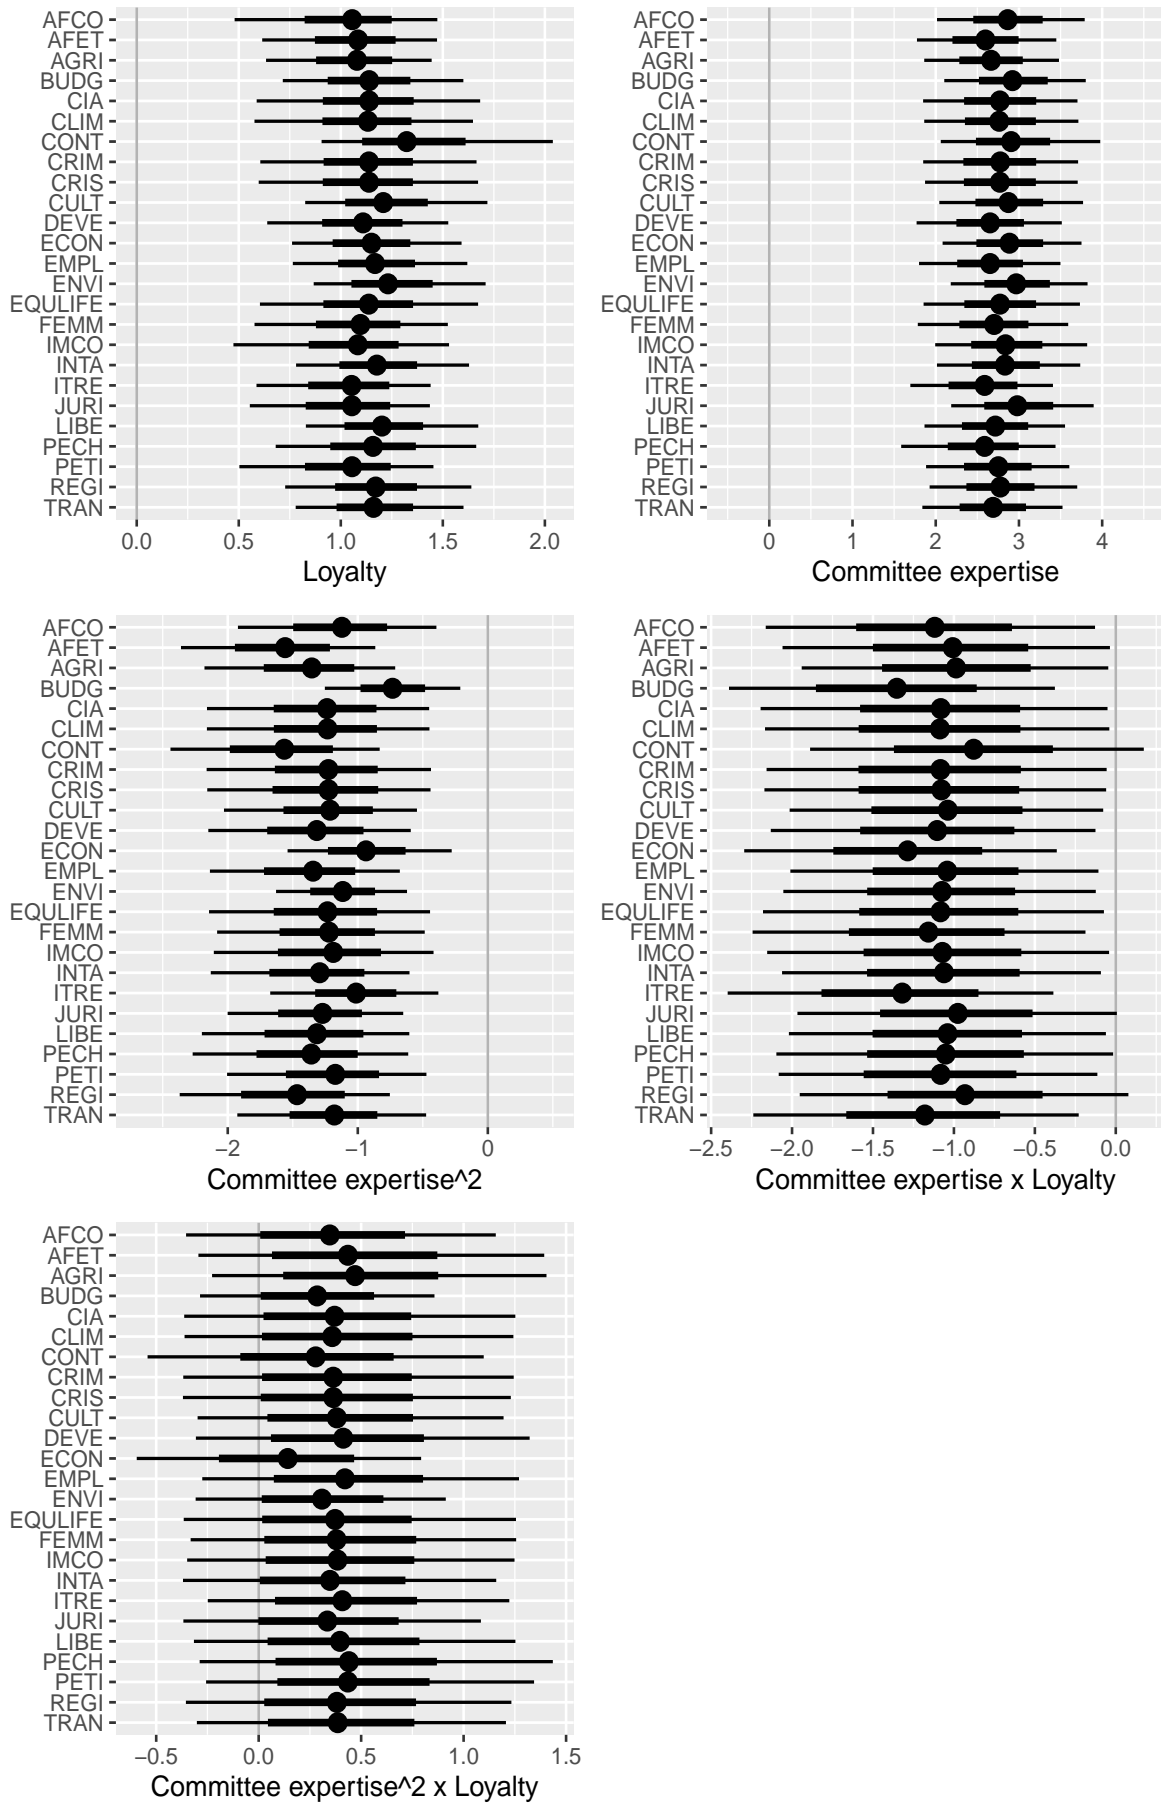 AFCO
AFET
AGRI
BUDG
CIA
CLIM
CONT
CRIM
CRIS
CULT
DEVE
ECON
EMPL
ENVI
EQULIFE
FEMM
IMCO
INTA
ITRE
JURI
LIBE
PECH
PETI
REGI
TRAN
0.0 0.5 1.0 1.5 2.0
Loyalty
AFCO
AFET
AGRI
BUDG
CIA
CLIM
CONT
CRIM
CRIS
CULT
DEVE
ECON
EMPL
ENVI
EQULIFE
FEMM
IMCO
INTA
ITRE
JURI
LIBE
PECH
PETI
REGI
TRAN
0 1 2 3 4
Committee expertise
AFCO
AFET
AGRI
BUDG
CIA
CLIM
CONT
CRIM
CRIS
CULT
DEVE
ECON
EMPL
ENVI
EQULIFE
FEMM
IMCO
INTA
ITRE
JURI
LIBE
PECH
PETI
REGI
TRAN
−2 −1 0
Committee expertise^2
AFCO
AFET
AGRI
BUDG
CIA
CLIM
CONT
CRIM
CRIS
CULT
DEVE
ECON
EMPL
ENVI
EQULIFE
FEMM
IMCO
INTA
ITRE
JURI
LIBE
PECH
PETI
REGI
TRAN
−2.5 −2.0 −1.5 −1.0 −0.5 0.0
Committee expertise x Loyalty
AFCO
AFET
AGRI
BUDG
CIA
CLIM
CONT
CRIM
CRIS
CULT
DEVE
ECON
EMPL
ENVI
EQULIFE
FEMM
IMCO
INTA
ITRE
JURI
LIBE
PECH
PETI
REGI
TRAN
−0.5 0.0 0.5 1.0 1.5
Committee expertise^2 x Loyalty